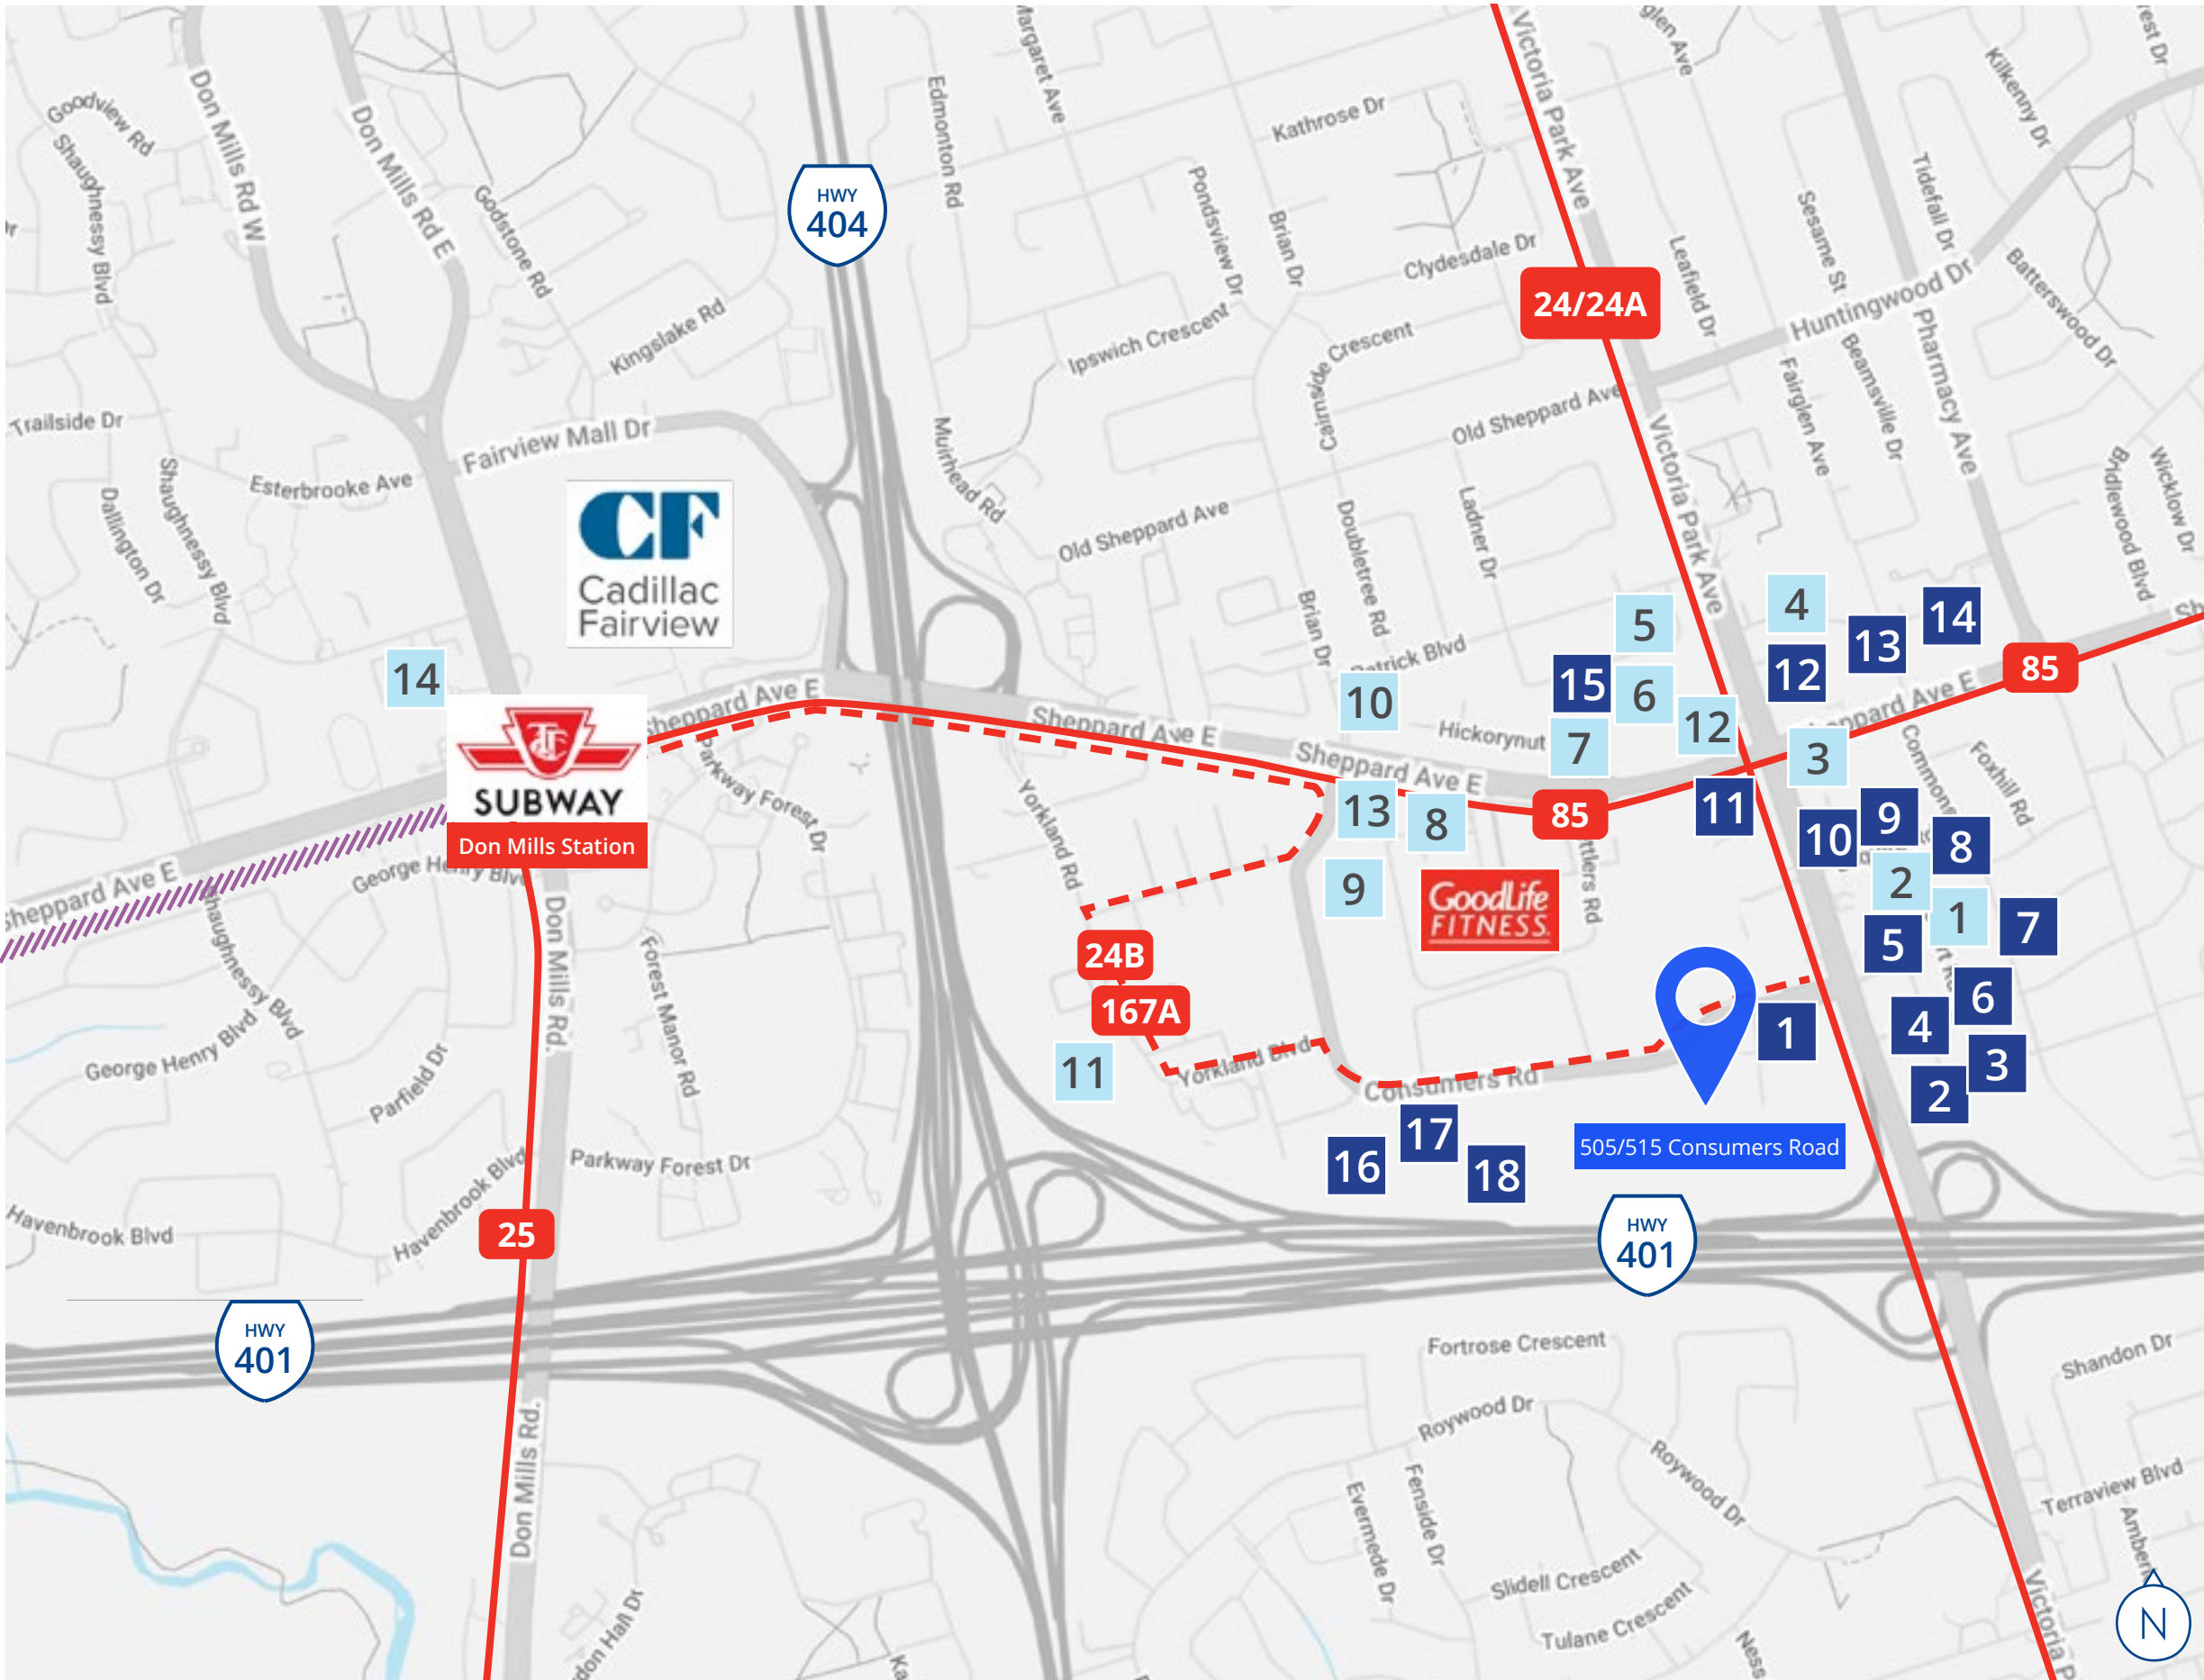 Goodview Rd
Shaughnessy Blvd
Don Mills Rd W
Don Mills Rd E
Godstone Rd
Kingslake Rd
HWY
404
Edmonton Rd
Margaret Ave
Pondsview Dr
Brian Dr
Kathrose Dr
Clydesdale Dr
Ipswich Crescent
Cairnside Crescent
Victoria Park Ave
glen Ave
24/24A
Leafield Dr
Sesame St
Tidefall Dr
Kilkenny Dr
Huntingwood Dr
Batterswood Dr
Fairglen Ave
Beamsville Dr
Pharmacy Ave
Bridlewood Blvd
Wicklow Dr
Trailside Dr
Esterbrooke Ave
Dallington Dr
Shaughnessy Blvd
Fairview Mall Dr
CF
Cadillac
Fairview
Muirhead Rd
Old Sheppard Ave
Old Sheppard Ave
Doubletree Rd
Ladner Dr
Brian Dr
Victoria Park Ave
5
4
14
13
12
15
6
12
7
10
Hickorynut
85
Sheppard Ave E
3
14
SUBWAY
Don Mills Station
Sheppard Ave E
Sheppard Ave E
Sheppard Ave E
Parkway Forest Dr
Yorkland Rd
13
8
85
11
10
9
8
2
1
7
5
6
4
3
2
Foxhill Rd
9
GoodLife
FITNESS
24B
167A
11
Yorkland Blvd
Consumers Rd
1
505/515 Consumers Road
16
17
18
Sheppard Ave E
George Henry Blvd
Shaughnessy Blvd
George Henry Blvd
Don Mills Rd.
Forest Manor Rd
Parfield Dr
Havenbrook Blvd
Havenbrook Blvd
Parkway Forest Dr
25
HWY
401
HWY
401
Don Mills Rd.
Fortrose Crescent
Roywood Dr
Roywood Dr
Fenside Dr
Evermede Dr
Slidell Crescent
Tulane Crescent
Shandon Dr
Terraview Blvd
Victoria P
N